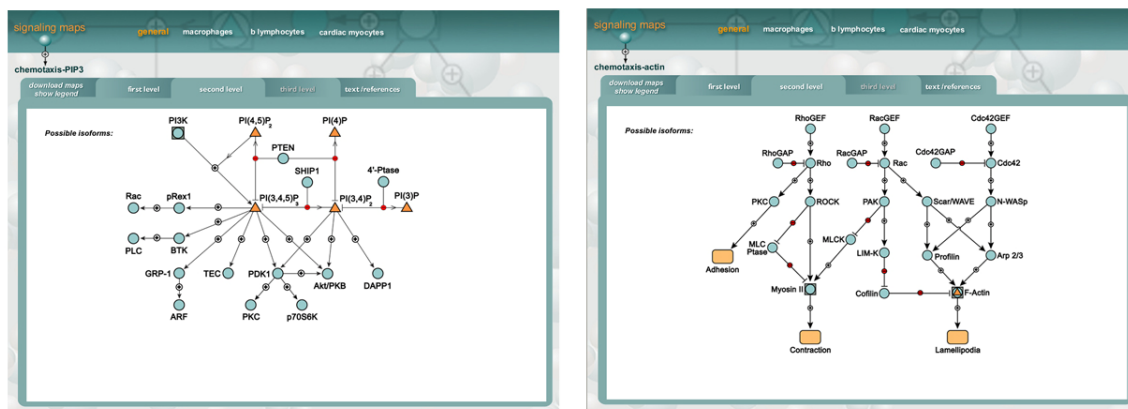 signaling maps
general macrophages b lymphocytes cardiac myocytes
chemotaxis-PIP3
download maps
show legend
first level second level third level text /references
Possible isoforms:
PI3K PI(4,5)P2 PI(4)P
PTEN
SHIP1 4'-Ptase
Rac pRex1 PI(3,4,5)P3 PI(3,4)P2 PI(3)P
PLC BTK
GRP-1 TEC PDK1 Akt/PKB DAPP1
ARF PKC p70S6K
signaling maps
general macrophages b lymphocytes cardiac myocytes
chemotaxis-actin
download maps
show legend
first level second level third level text /references
Possible isoforms:
RhoGEF RacGEF Cdc42GEF
RhoGAP Rho RacGAP Rac Cdc42GAP Cdc42
PKC ROCK PAK Scar/WAVE N-WASp
MLC
Ptase MLCK LIM-K Profilin Arp 2/3
Adhesion
Myosin II Cofilin F-Actin
Contraction Lamellipodia